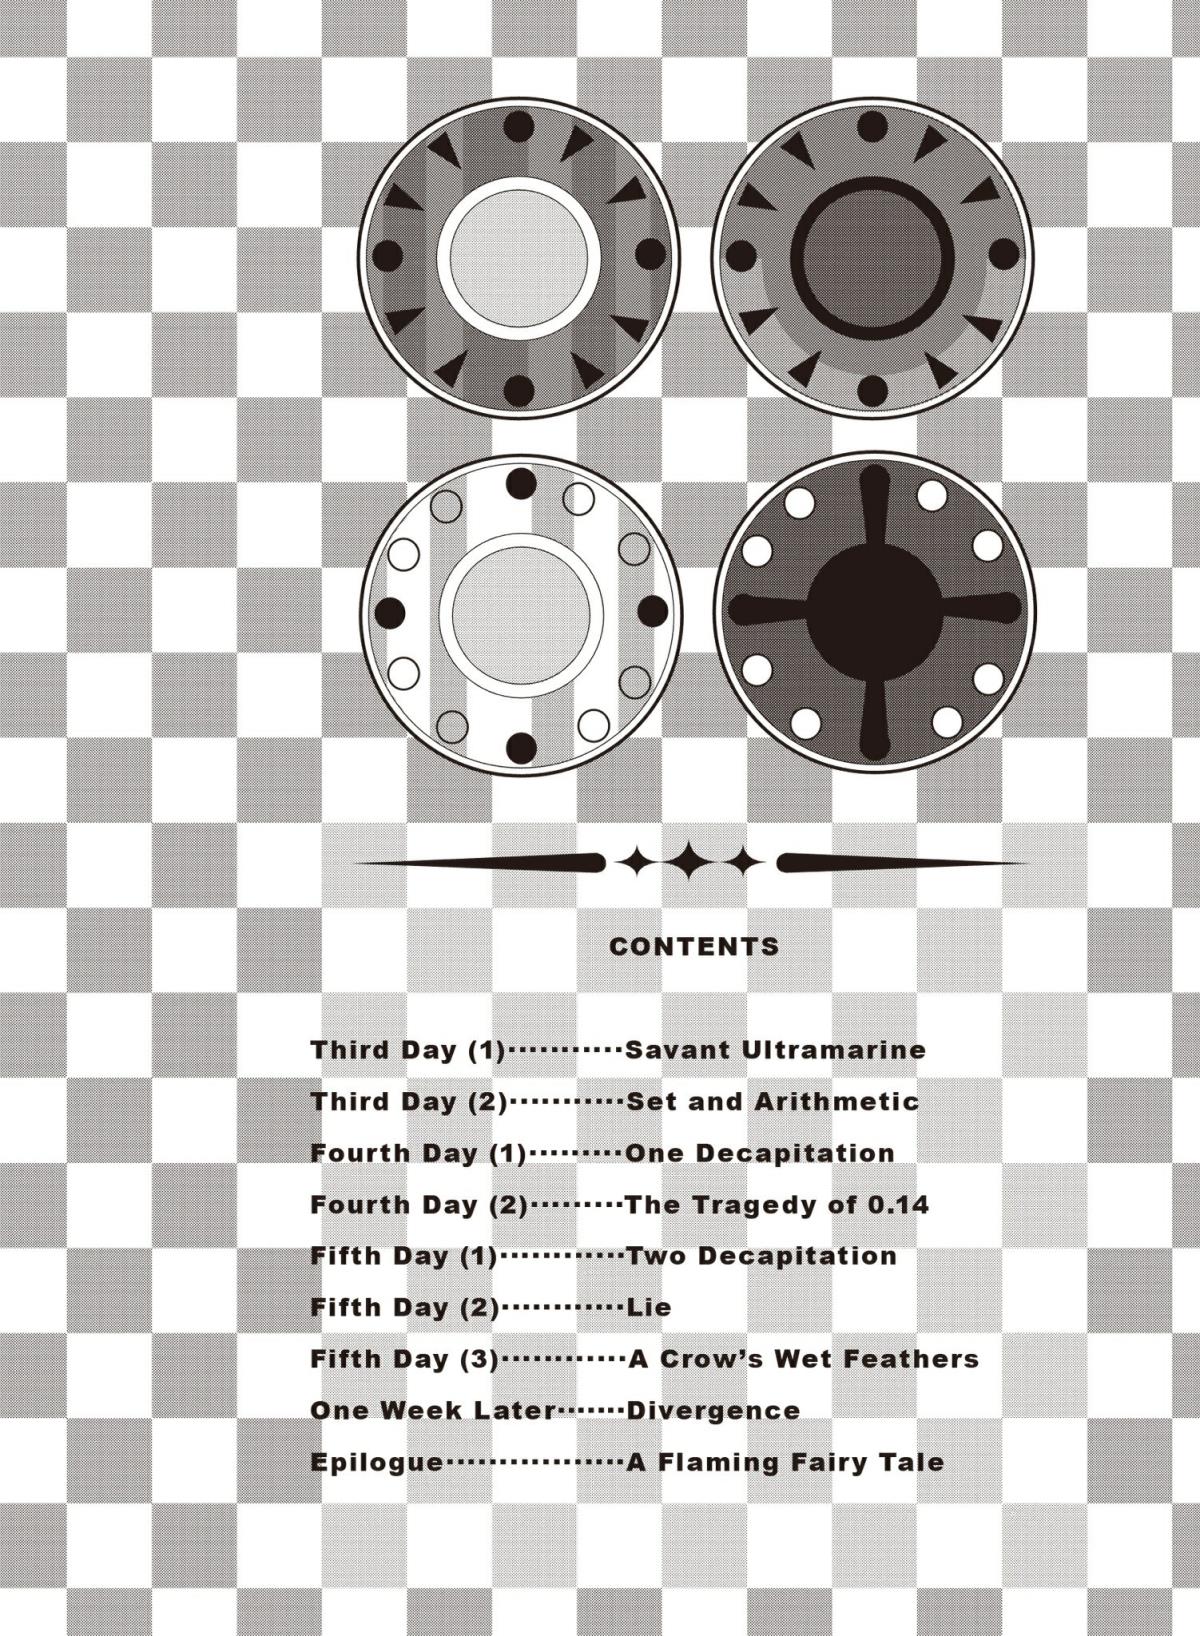 CONTENTS
Third Day (1)···········Savant Ultramarine
Third Day (2)···········Set and Arithmetic
Fourth Day (1)·········One Decapitation
Fourth Day (2)·········The Tragedy of 0.14
Fifth Day (1)············Two Decapitation
Fifth Day (2)············Lie
Fifth Day (3)············A Crow’s Wet Feathers
One Week Later·······Divergence
Epilogue·················A Flaming Fairy Tale